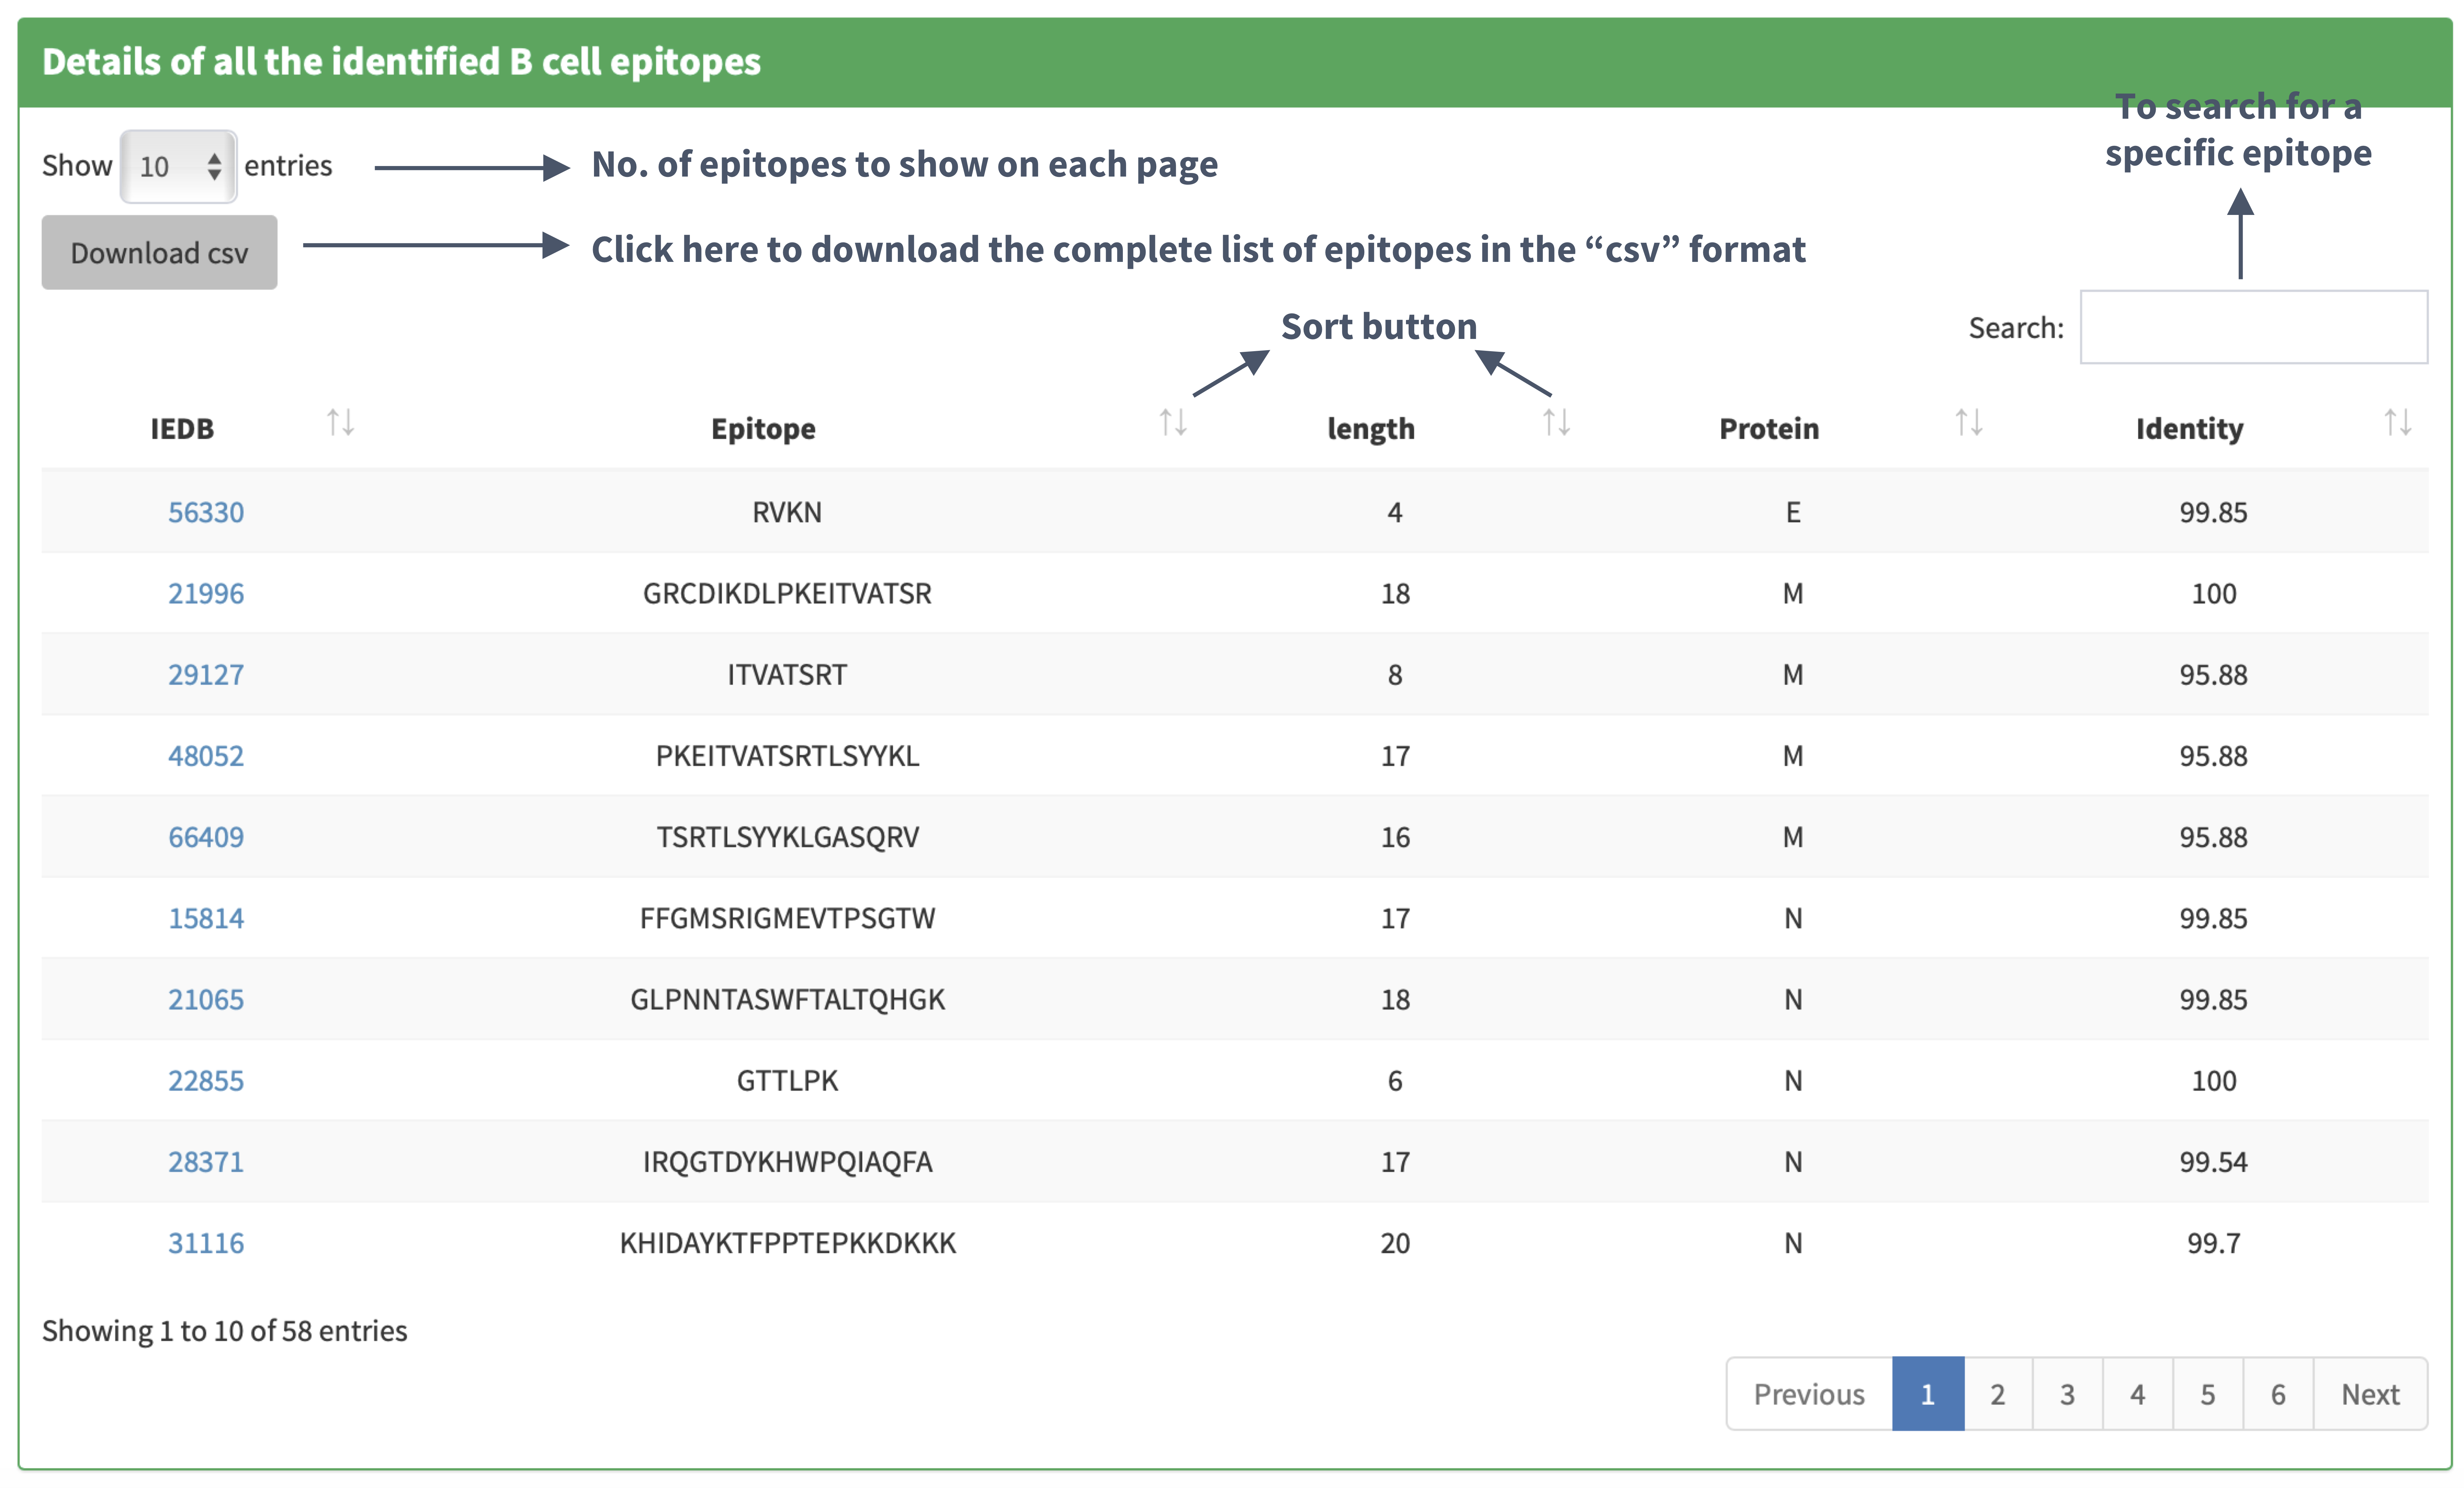 Details of all the identified B cell epitopes
To search for a
specific epitope
Show 10 entries
No. of epitopes to show on each page
Download csv
Click here to download the complete list of epitopes in the “csv” format
Sort button
Search:
IEDB Epitope length Protein Identity
56330 RVKN 4 E 99.85
21996 GRCDIKDLPKEITVATSR 18 M 100
29127 ITVATSRT 8 M 95.88
48052 PKEITVATSRTLSYYKL 17 M 95.88
66409 TSRTLSYYKLGASQRV 16 M 95.88
15814 FFGMSRIGMEVTPSGTW 17 N 99.85
21065 GLPNNTASWFTALTQHGK 18 N 99.85
22855 GTTLPK 6 N 100
28371 IRQGTDYKHWPQIAQFA 17 N 99.54
31116 KHIDAYKTFPPTEPKKDKKK 20 N 99.7
Showing 1 to 10 of 58 entries
Previous 1 2 3 4 5 6 Next